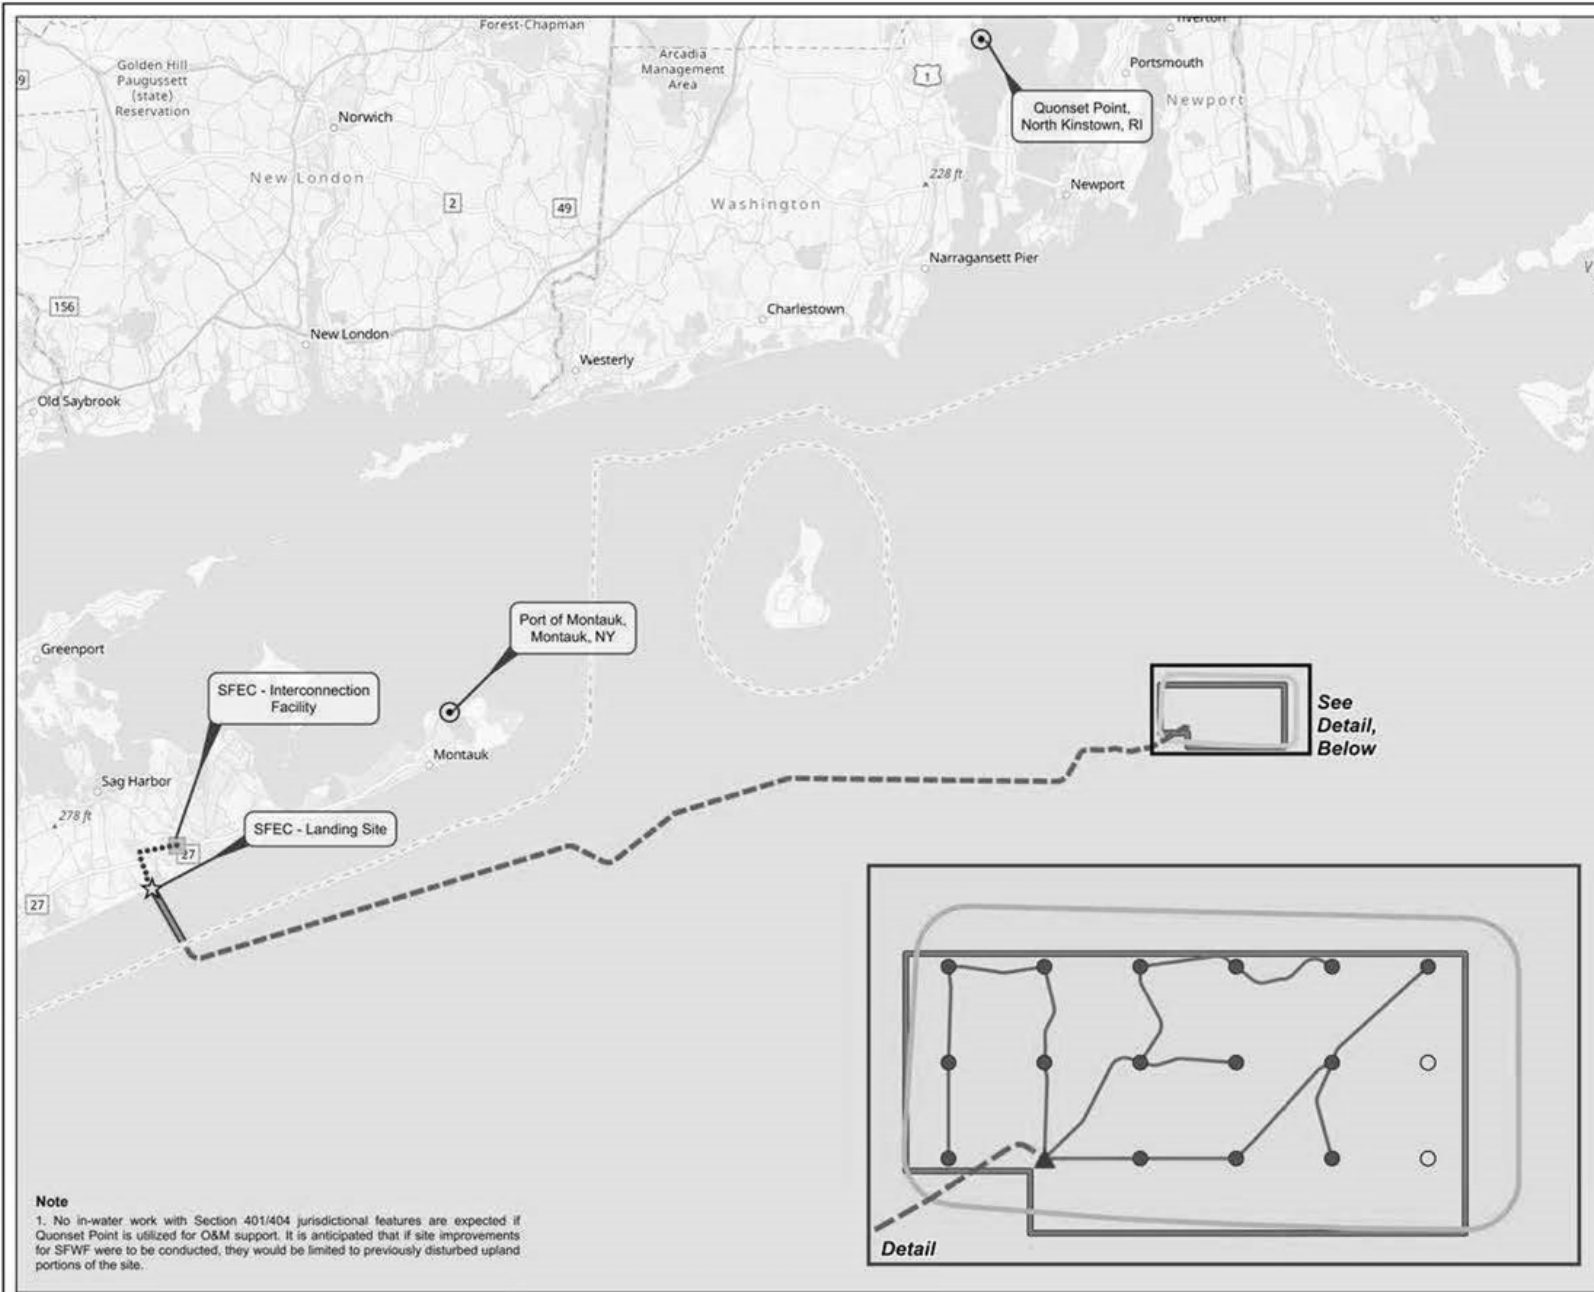 Forest-Chapman
Tiverton
Golden Hill
Paugussett
(state)
Reservation
Arcadia
Management
Area
9
1
Portsmouth
Newport
Quonset Point,
North Kinstown, RI
Norwich
New London
2
49
Washington
228 ft
Newport
Narragansett Pier
V
156
Charlestown
New London
Westerly
Old Saybrook
Port of Montauk,
Montauk, NY
Greenport
SFEC - Interconnection
Facility
See
Detail,
Below
Montauk
Sag Harbor
278 ft
SFEC - Landing Site
27
27
Note
1. No in-water work with Section 401/404 jurisdictional features are expected if
Quonset Point is utilized for O&M support. It is anticipated that if site improvements
for SFWF were to be conducted, they would be limited to previously disturbed upland
portions of the site.
Detail